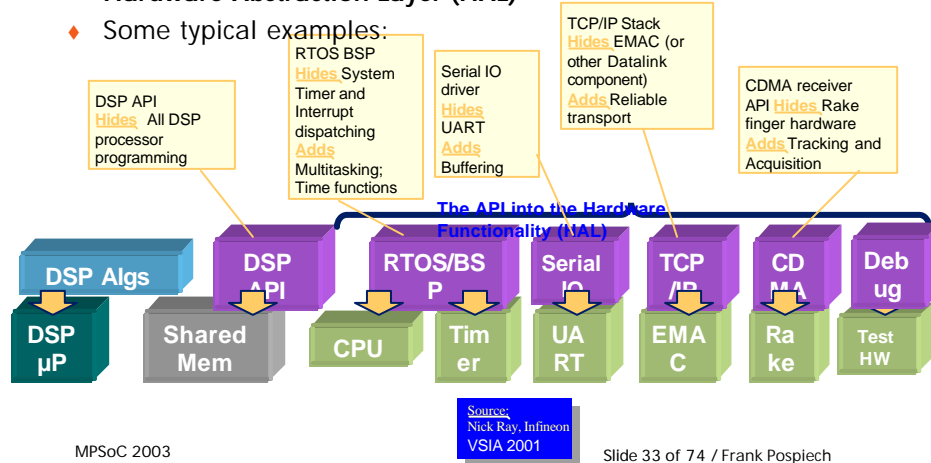 Hardware Abstraction Layer (HAL)
♦ Some typical examples:
DSP API
Hides All DSP
processor
programming
RTOS BSP
Hides System
Timer and
Interrupt
dispatching
Adds
Multitasking;
Time functions
Serial IO
driver
Hides
UART
Adds
Buffering
TCP/IP Stack
Hides EMAC (or
other Datalink
component)
Adds Reliable
transport
CDMA receiver
API Hides Rake
finger hardware
Adds Tracking and
Acquisition
The API into the Hardware
Functionality (HAL)
DSP Algs
DSP
API
RTOS/BS
P
Serial
IO
TCP
/IP
CD
MA
Deb
ug
DSP
µP
Shared
Mem
CPU
Tim
er
UA
RT
EMA
C
Ra
ke
Test
HW
Source:
Nick Ray, Infineon
VSIA 2001
MPSoC 2003
Slide 33 of 74 / Frank Pospiech